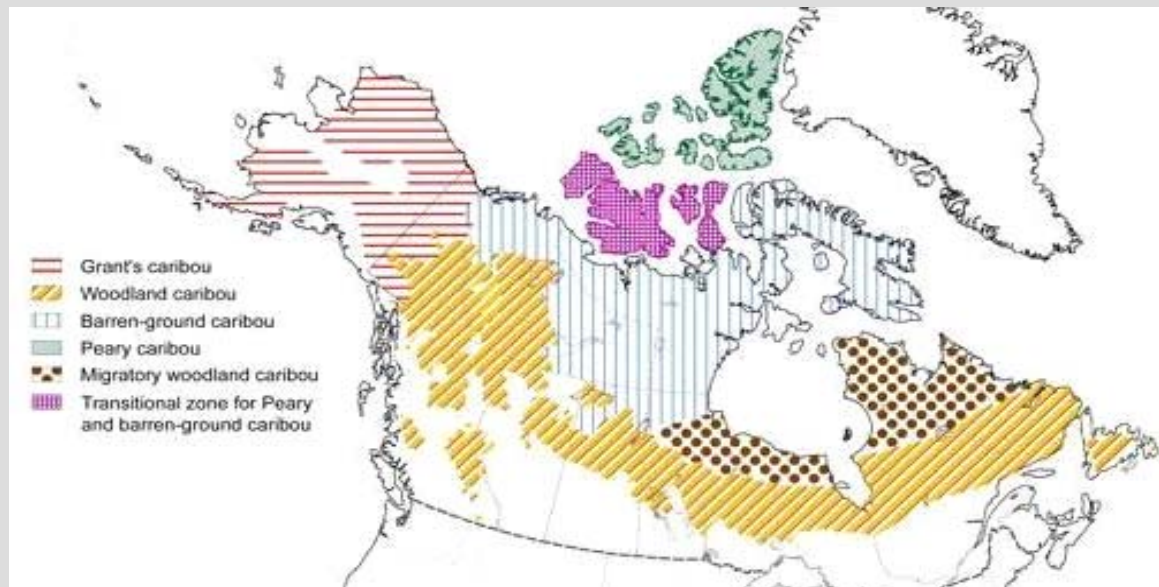 Grant's caribou
Woodland caribou
Barren-ground caribou
Peary caribou
Migratory woodland caribou
Transitional zone for Peary
and barren-ground caribou